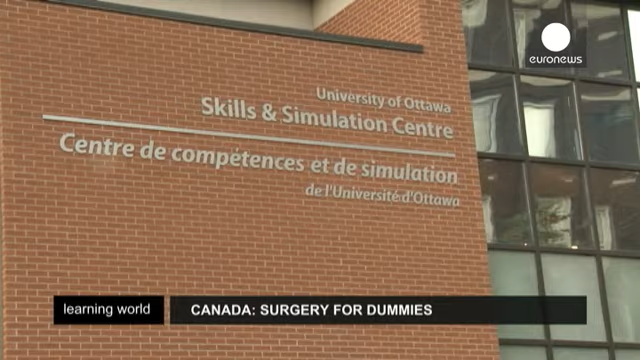 euronews
University of Ottawa
Skills & Simulation Centre
Centre de compétences et de simulation
de l'Université d'Ottawa
learning world
CANADA: SURGERY FOR DUMMIES